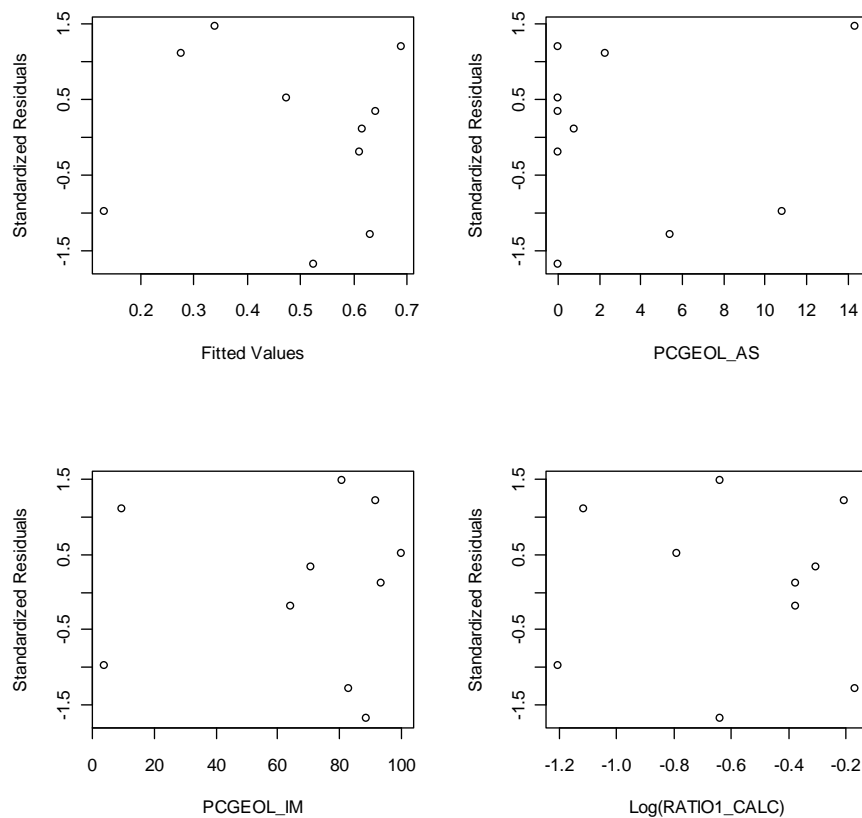 1.5
0.5
-0.5
-1.5
Standardized Residuals
0.2 0.3 0.4 0.5 0.6 0.7
Fitted Values
1.5
0.5
-0.5
-1.5
Standardized Residuals
0 2 4 6 8 10 12 14
PCGEOL_AS
1.5
0.5
-0.5
-1.5
Standardized Residuals
0 20 40 60 80 100
PCGEOL_IM
1.5
0.5
-0.5
-1.5
Standardized Residuals
-1.2 -1.0 -0.8 -0.6 -0.4 -0.2
Log(RATIO1_CALC)